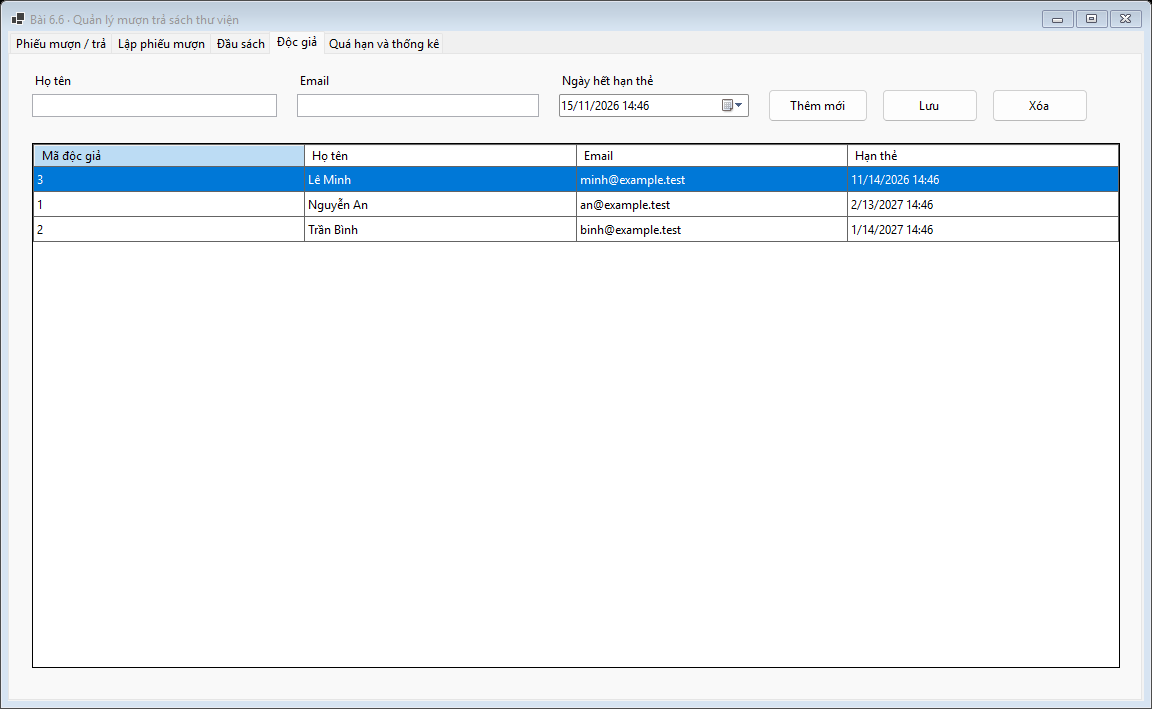 Bài 6.6 - Quản lý mượn trả sách thư viện
Phiếu mượn / trả Lập phiếu mượn Đầu sách Độc giả Quá hạn và thống kê
Họ tên Email Ngày hết hạn thẻ
15/11/2026 14:46 Thêm mới Lưu Xóa
Mã độc giả Họ tên Email Hạn thẻ
3 Lê Minh minh@example.test 11/14/2026 14:46
1 Nguyễn An an@example.test 2/13/2027 14:46
2 Trần Bình binh@example.test 1/14/2027 14:46